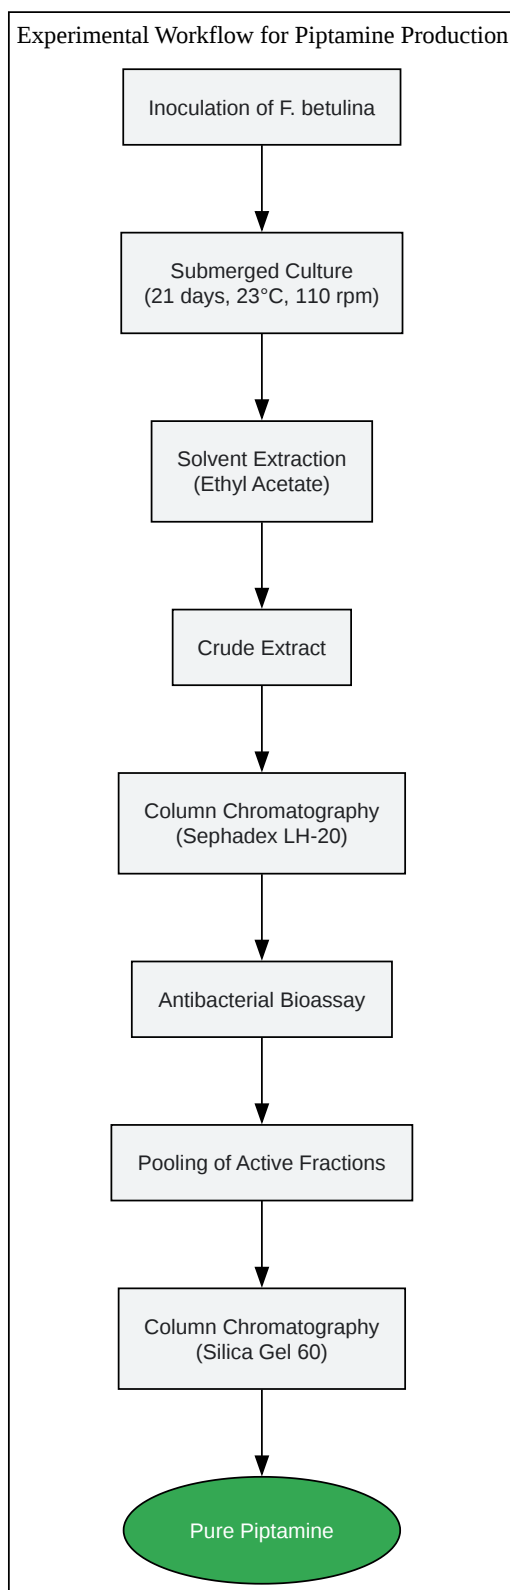 Experimental Workflow for Piptamine Production
Inoculation of F. betulina
Submerged Culture
(21 days, 23°C, 110 rpm)
Solvent Extraction
(Ethyl Acetate)
Crude Extract
Column Chromatography
(Sephadex LH-20)
Antibacterial Bioassay
Pooling of Active Fractions
Column Chromatography
(Silica Gel 60)
Pure Piptamine